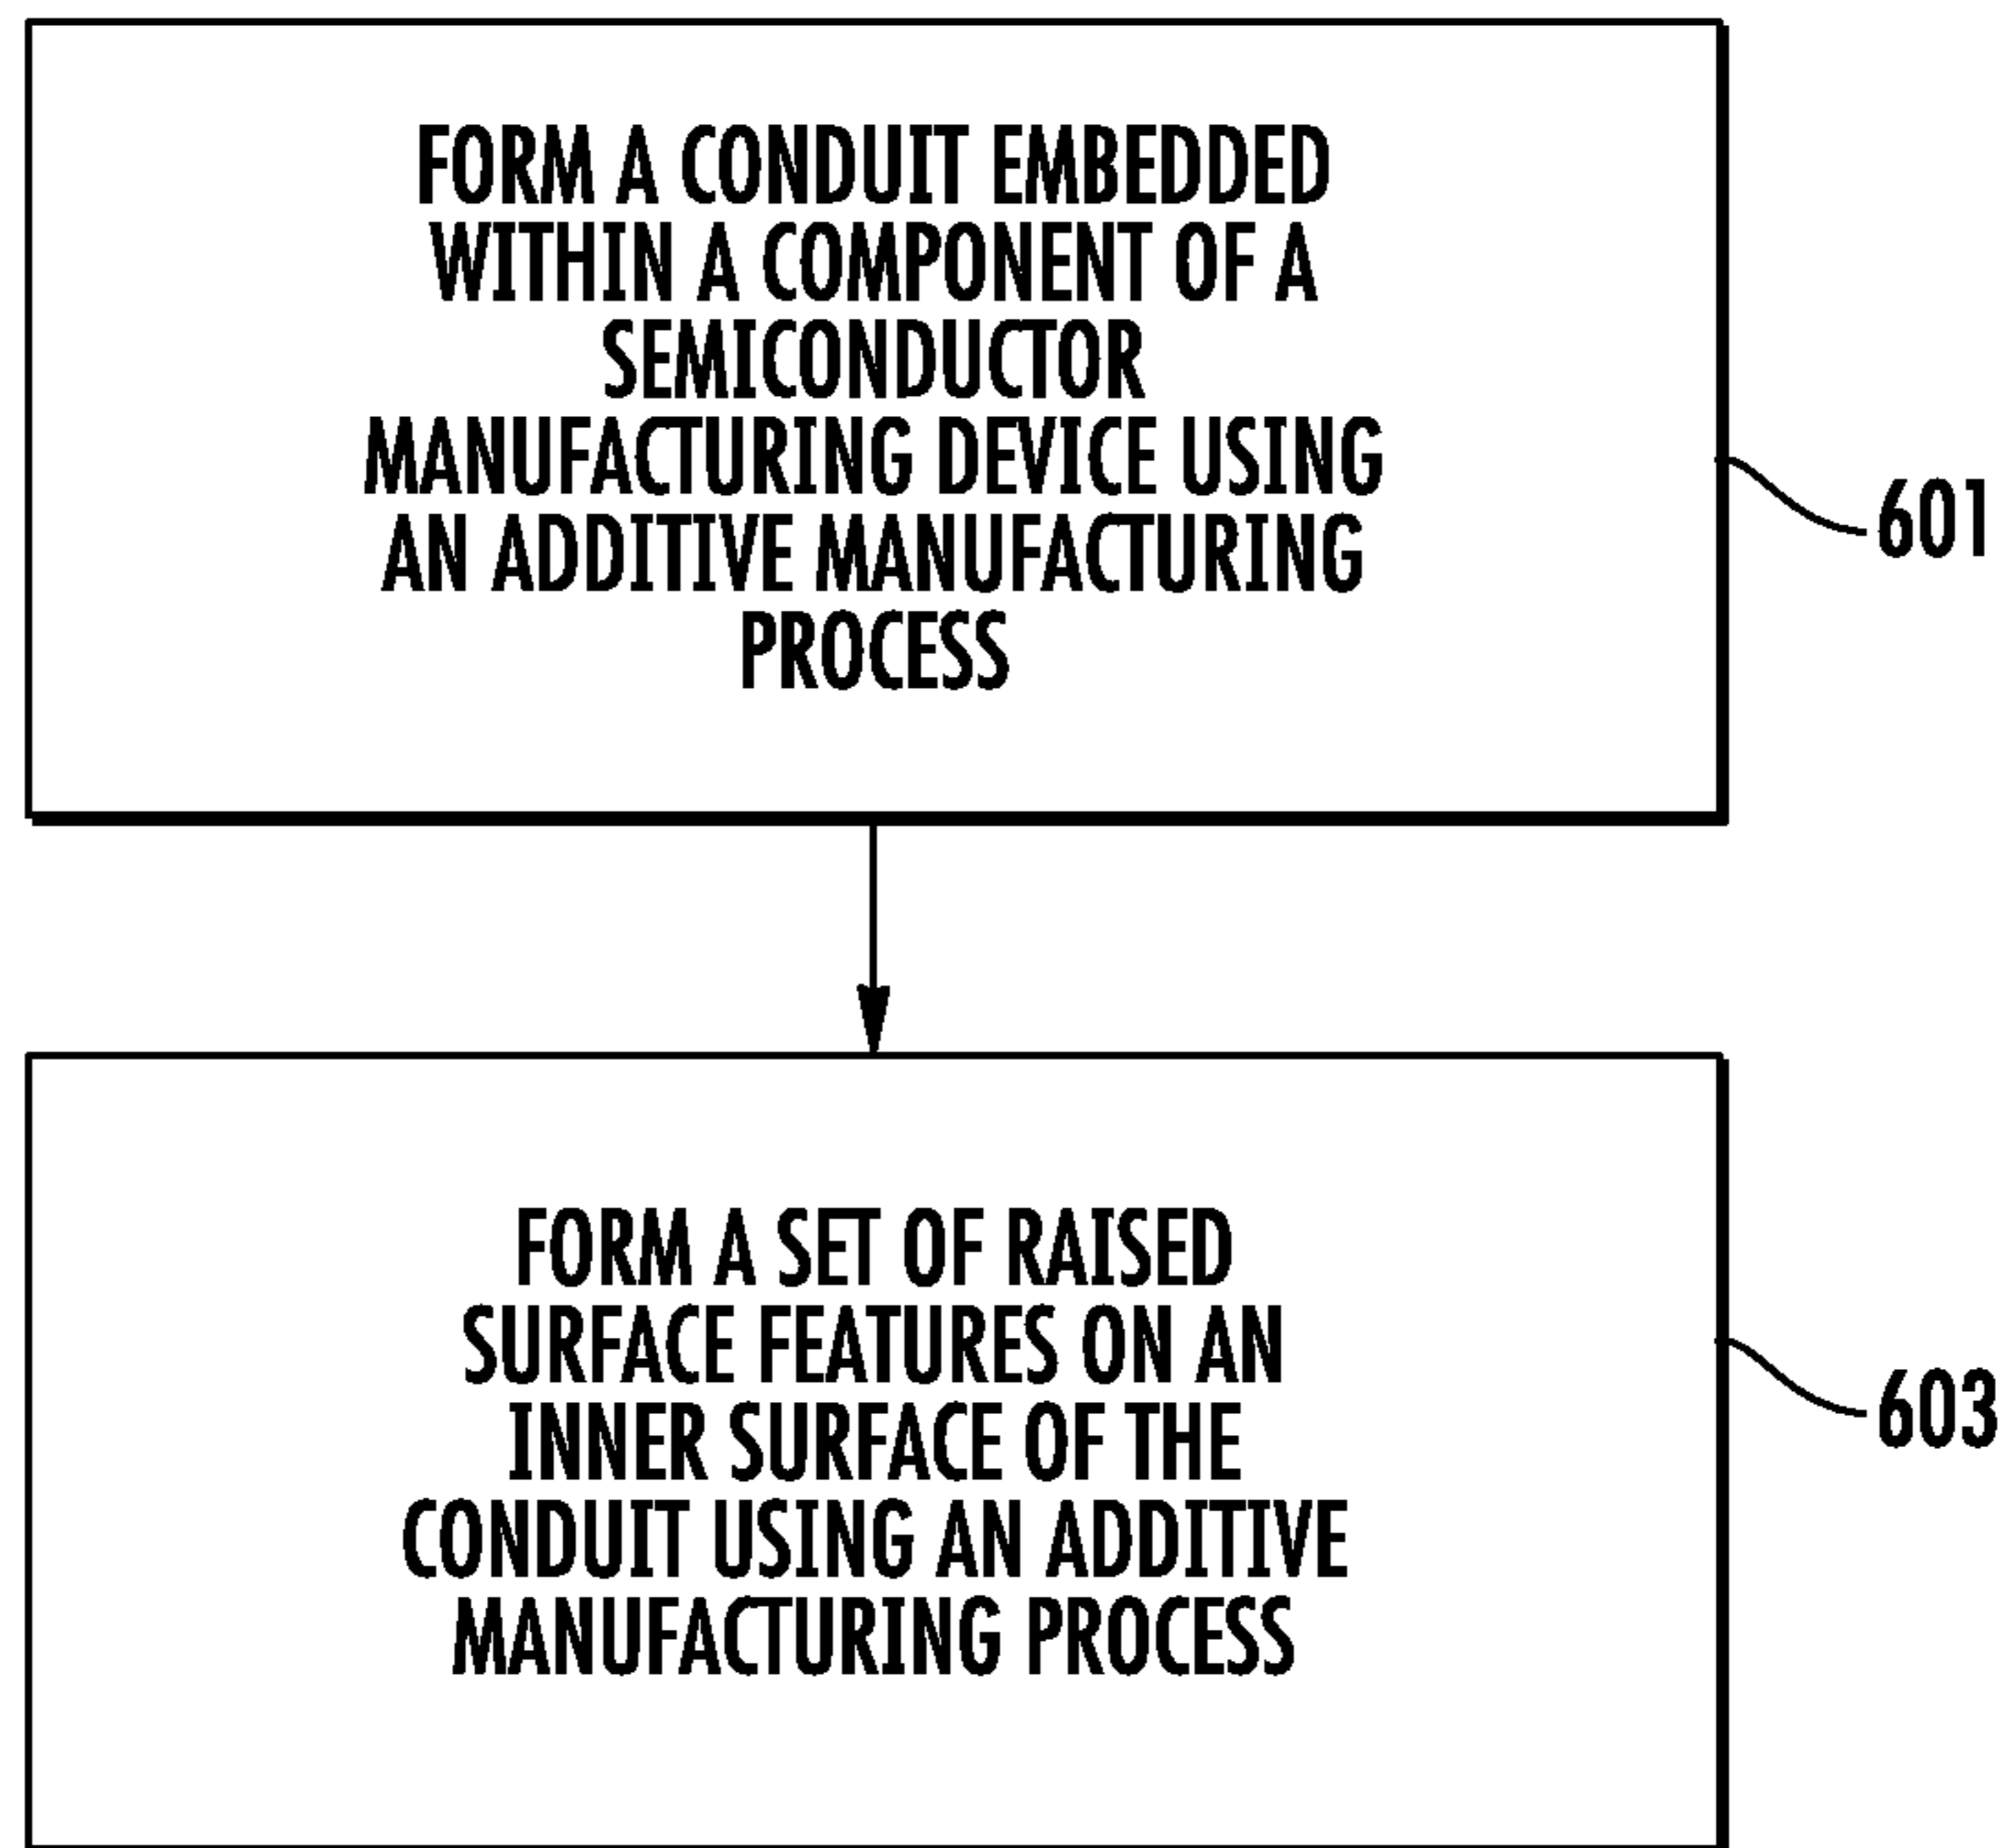 FORM A CONDUIT EMBEDDED
WITHIN A COMPONENT OF A
SEMICONDUCTOR
MANUFACTURING DEVICE USING
AN ADDITIVE MANUFACTURING
PROCESS
601
FORM A SET OF RAISED
SURFACE FEATURES ON AN
INNER SURFACE OF THE
CONDUIT USING AN ADDITIVE
MANUFACTURING PROCESS
603